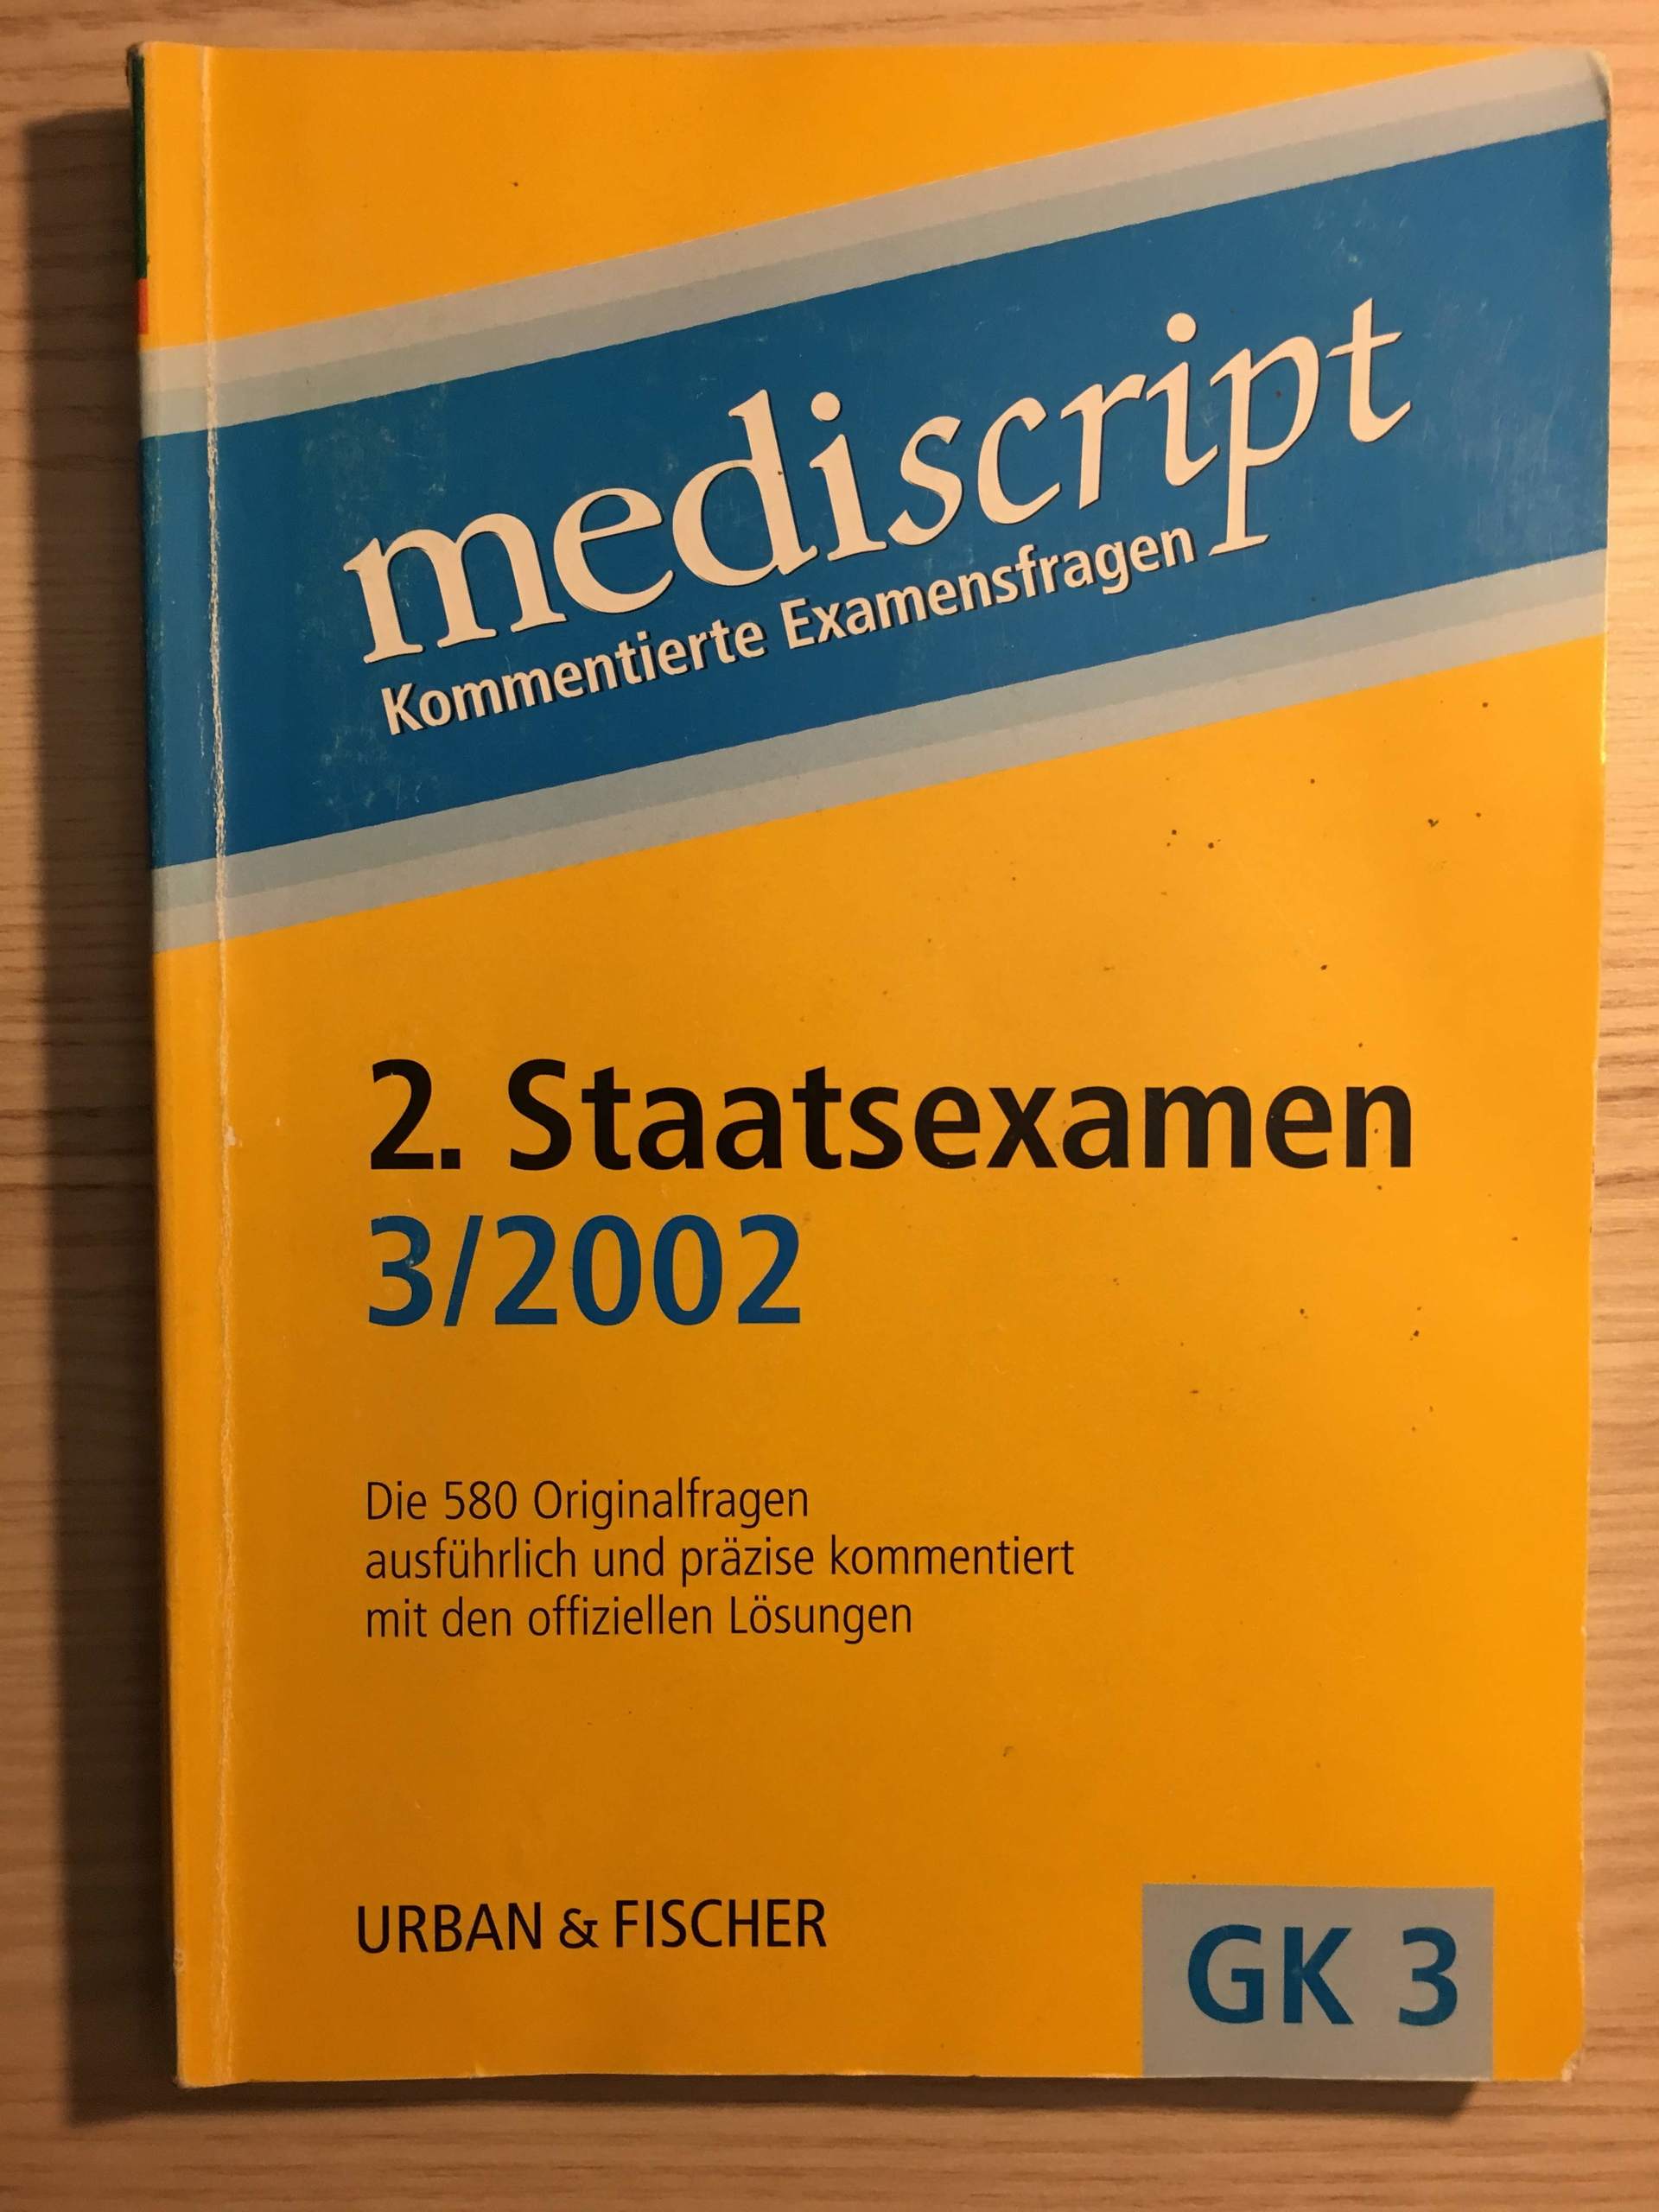 mediscript
Kommentierte Examensfragen
2. Staatsexamen
3/2002
Die 580 Originalfragen
ausführlich und präzise kommentiert
mit den offiziellen Lösungen
URBAN & FISCHER
GK 3